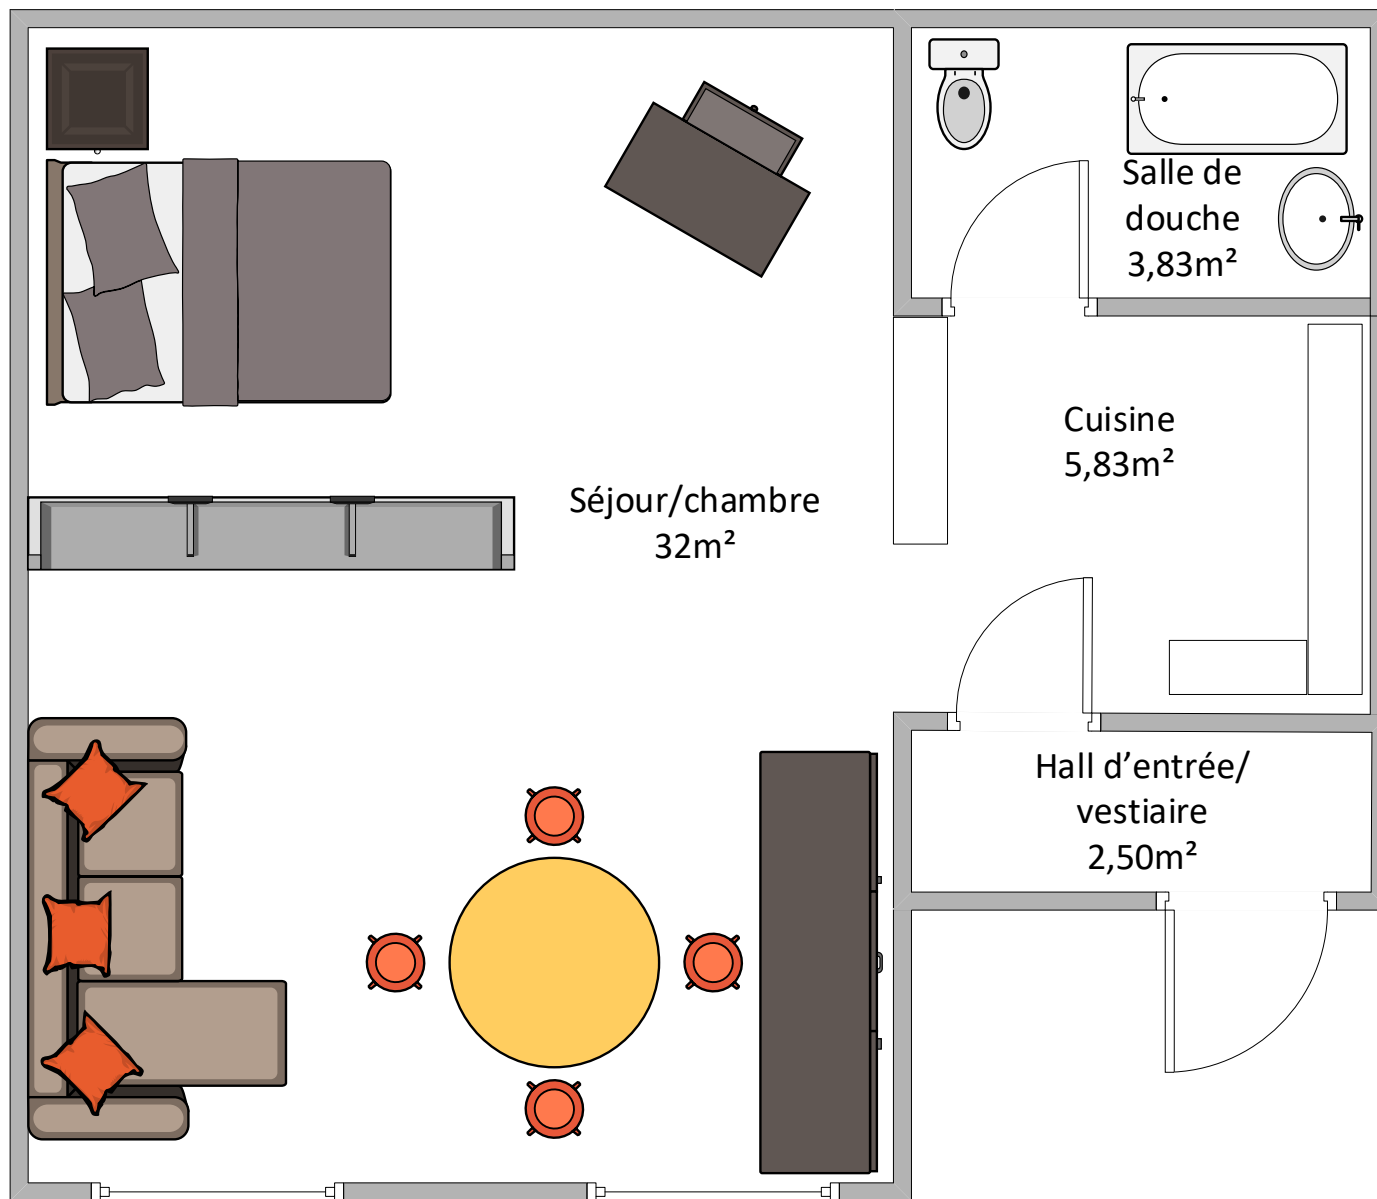 Salle de
douche
3,83m²
Cuisine
5,83m²
Séjour/chambre
32m²
Hall d’entrée/
vestiaire
2,50m²